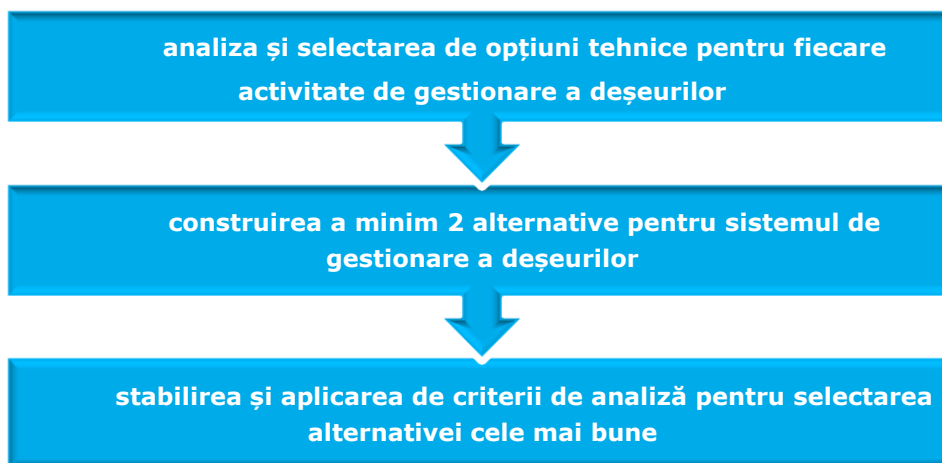 analiza și selectarea de opțiuni tehnice pentru fiecare
activitate de gestionare a deșeurilor
construirea a minim 2 alternative pentru sistemul de
gestionare a deșeurilor
stabilirea și aplicarea de criterii de analiză pentru selectarea
alternativei cele mai bune